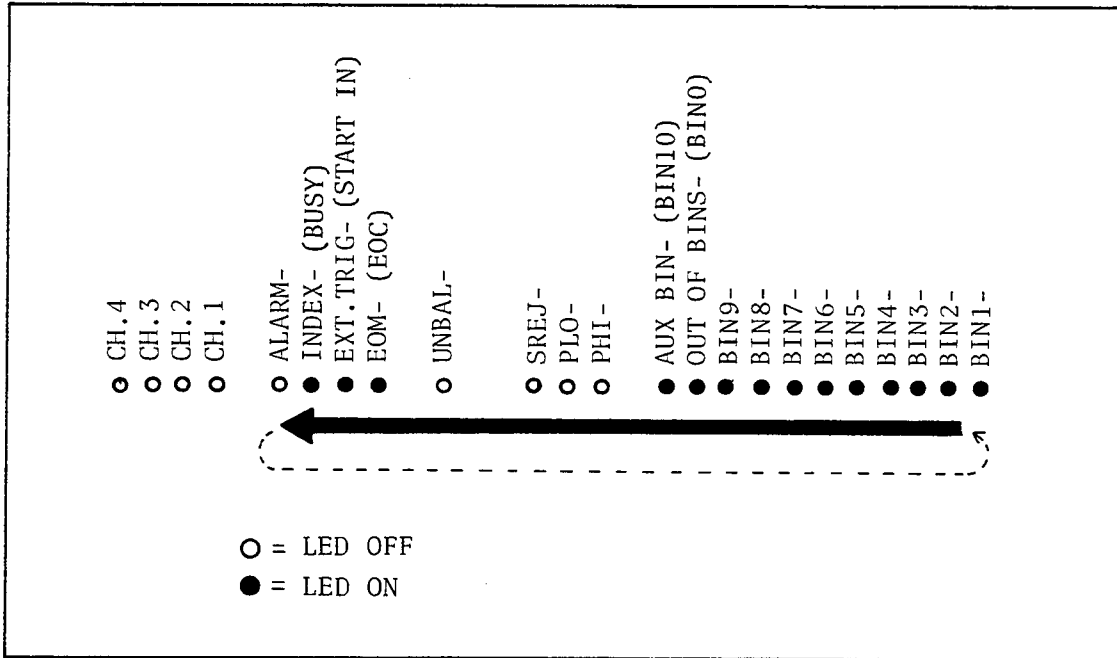 CH.4
CH.3
CH.2
CH.1
ALARM-
INDEX- (BUSY)
EXT.TRIG- (START IN)
EOM- (EOC)
UNBAL-
SREJ-
PLO-
PHI-
AUX BIN- (BIN10)
OUT OF BINS- (BIN0)
BIN9-
BIN8-
BIN7-
BIN6-
BIN5-
BIN4-
BIN3-
BIN2-
BIN1-
= LED OFF
= LED ON